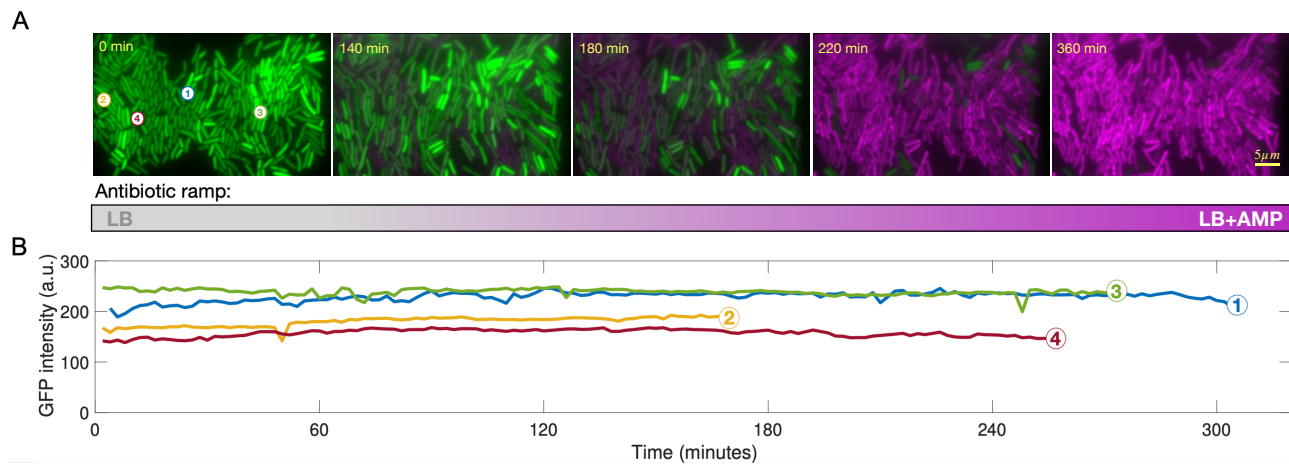 A
0 min
140 min
180 min
220 min
360 min
1
2
3
4
5μm
Antibiotic ramp:
LB
LB+AMP
B
GFP intensity (a.u.)
300
200
100
0
3
1
2
4
0
60
120
180
240
300
Time (minutes)